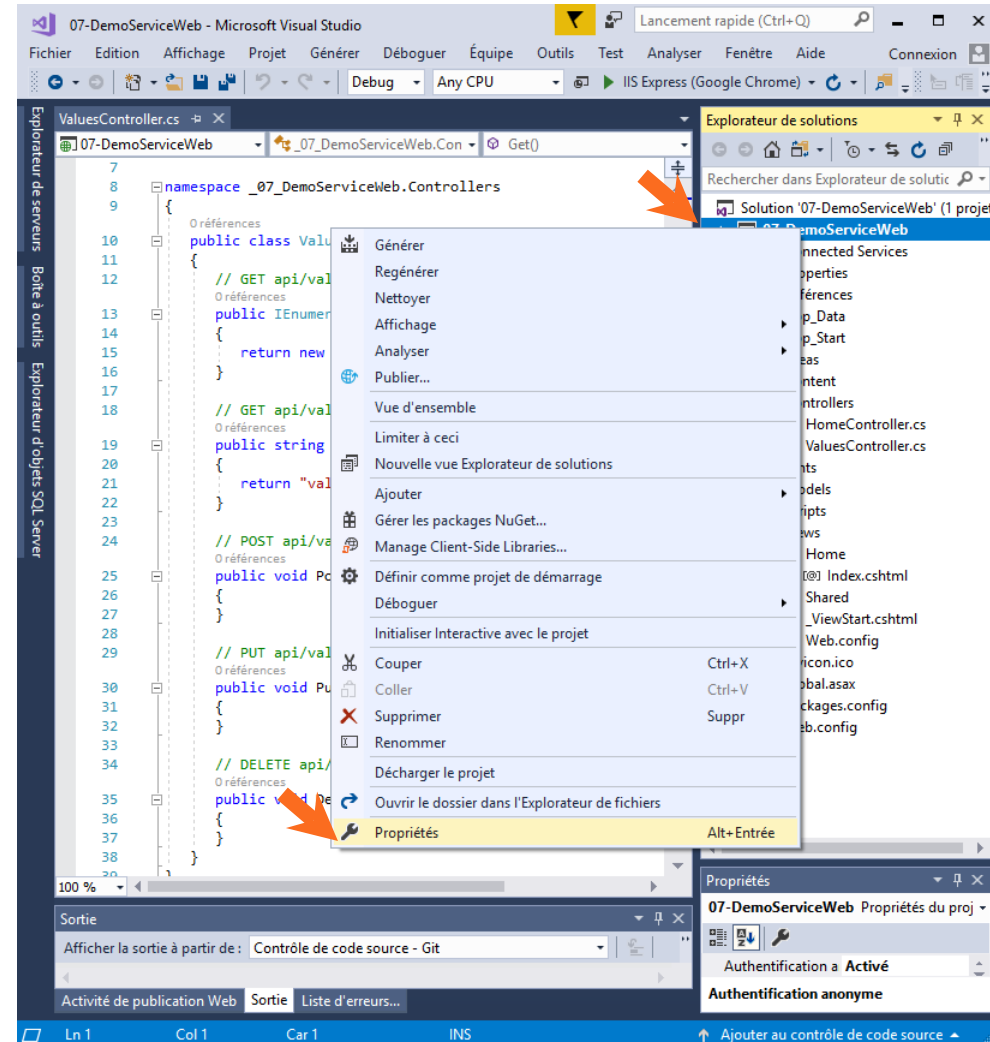 07-DemoServiceWeb - Microsoft Visual Studio
Lancement rapide (Ctrl+Q)
Fichier Edition Affichage Projet Générer Déboguer Équipe Outils Test Analyser Fenêtre Aide Connexion
Debug Any CPU IIS Express (Google Chrome)
Explorateur de serveurs
Boîte à outils
Explorateur d'objets SQL Server
ValuesController.cs
07-DemoServiceWeb _07_DemoServiceWeb.Con Get()
7
8 namespace _07_DemoServiceWeb.Controllers
9 {
0 références
10 public class Valu
11 {
12 // GET api/val
0 références
13 public IEnumer
14 {
15 return new
16 }
17
18 // GET api/val
0 références
19 public string
20 {
21 return "val
22 }
23
24 // POST api/va
0 références
25 public void Po
26 {
27 }
28
29 // PUT api/val
0 références
30 public void Pu
31 {
32 }
33
34 // DELETE api/
0 références
35 public void De
36 {
37 }
38 }
39 }
100 %
Générer
Regénérer
Nettoyer
Affichage
Analyser
Publier...
Vue d'ensemble
Limiter à ceci
Nouvelle vue Explorateur de solutions
Ajouter
Gérer les packages NuGet...
Manage Client-Side Libraries...
Définir comme projet de démarrage
Déboguer
Initialiser Interactive avec le projet
Couper Ctrl+X
Coller Ctrl+V
Supprimer Suppr
Renommer
Décharger le projet
Ouvrir le dossier dans l'Explorateur de fichiers
Propriétés Alt+Entrée
Explorateur de solutions
Rechercher dans Explorateur de solutic
Solution '07-DemoServiceWeb' (1 projet
07-DemoServiceWeb
nnected Services
perties
férences
p_Data
p_Start
eas
ntent
ntrollers
HomeController.cs
ValuesController.cs
nts
odels
ripts
ews
Home
[@] Index.cshtml
Shared
_ViewStart.cshtml
Web.config
vicon.ico
obal.asax
ckages.config
eb.config
Propriétés
07-DemoServiceWeb Propriétés du proj
Authentification a Activé
Authentification anonyme
Sortie
Afficher la sortie à partir de : Contrôle de code source - Git
Activité de publication Web Sortie Liste d'erreurs...
Ln 1 Col 1 Car 1 INS Ajouter au contrôle de code source